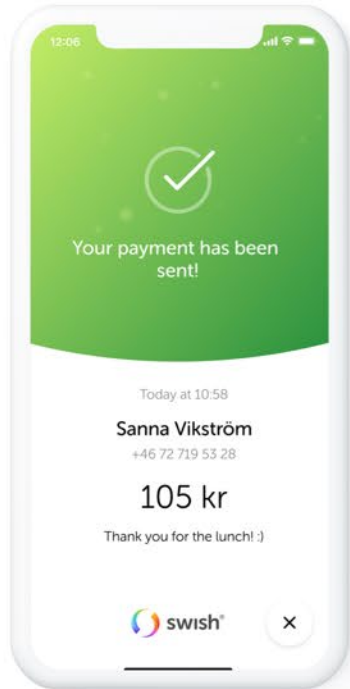 12:06
Your payment has been
sent!
Today at 10:58
Sanna Vikström
+46 72 719 53 28
105 kr
Thank you for the lunch! :)
swish®